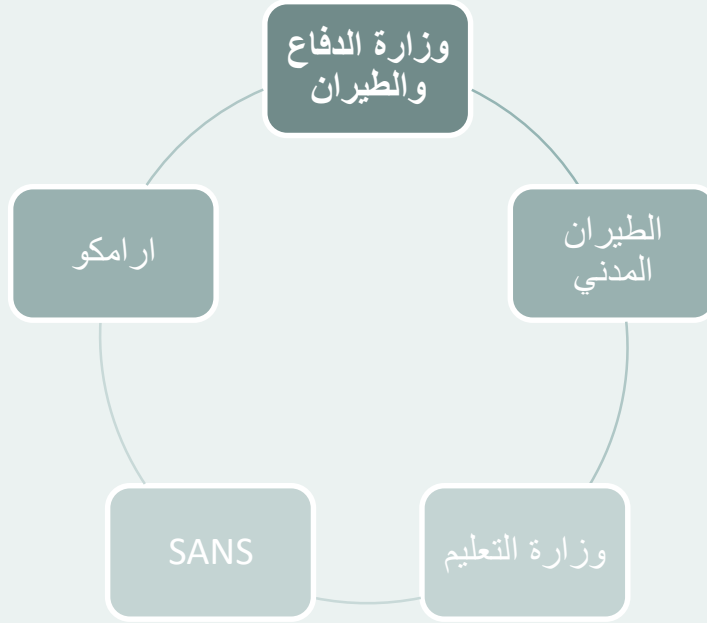 وزارة الدفاع
والطيران
الطيران
المدني
وزارة التعليم
SANS
ارامكو